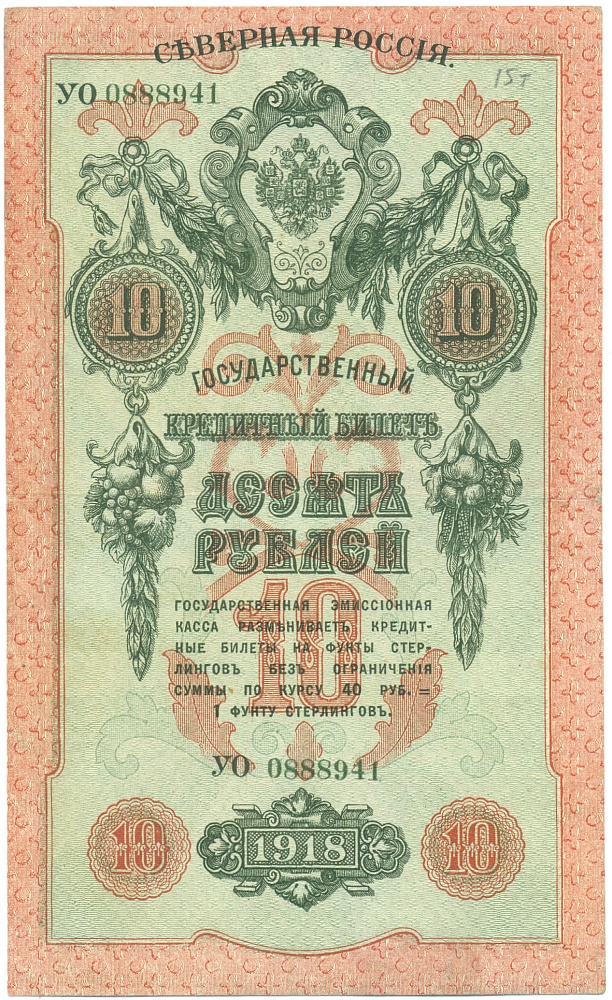 СѢВЕРНАЯ РОССІЯ.
УО 0888941
15т
10 10
ГОСУДАРСТВЕННЫЙ
КРЕДИТНЫЙ БИЛЕТЪ
ДЕСЯТЬ
РУБЛЕЙ
10
ГОСУДАРСТВЕННАЯ ЭМИССІОННАЯ
КАССА РАЗМѢНИВАЕТЪ КРЕДИТ-
НЫЕ БИЛЕТЫ НА ФУНТЫ СТЕР-
ЛИНГОВЪ БЕЗЪ ОГРАНИЧЕНІЯ
СУММЫ ПО КУРСУ 40 РУБ. =
1 ФУНТУ СТЕРЛИНГОВЪ.
УО 0888941
10 1918 10